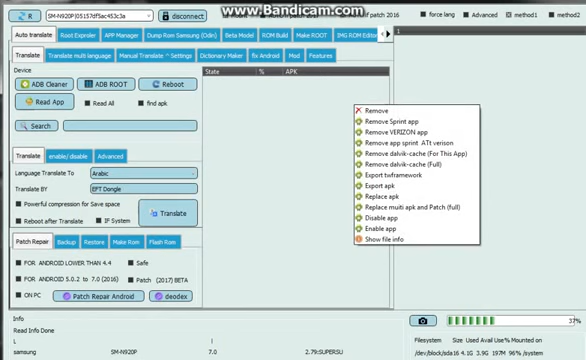 www.Bandicam.com
R
SM-N920P|05157df5ac453c3a
disconnect
patch 2016
force lang
Advanced
method1
method2
Auto translate
Root Exploler
APP Manager
Dump Rom Samsung (Odin)
Beta Model
ROM Build
Make ROOT
IMG ROM Editor
1
Translate
Translate multi language
Manual Translate ^ Settings
Dictionary Maker
fix Android
Mod
Features
Device
State
%
APK
ADB Cleaner
ADB ROOT
Reboot
Read App
Read All
find apk
Search
Remove
Remove Sprint app
Remove VERIZON app
Remove app sprint ATt verison
Remove dalvik-cache (For This App)
Remove dalvik-cache (Full)
Export twframework
Export apk
Replace apk
Replace muiti apk and Patch (full)
Disable app
Enable app
Show file info
Translate
enable/ disable
Advanced
Language Translate To
Arabic
Translate BY
EFT Dongle
Powerful compression for Save space
Reboot after Translate
IF System
Translate
Patch Repair
Backup
Restore
Make Rom
Flash Rom
FOR ANDROID LOWER THAN 4.4
Safe
FOR ANDROID 5.0.2 to 7.0 (2016)
Patch (2017) BETA
ON PC
Patch Repair Android
deodex
Info
37%
Read Info Done
Filesystem Size Used Avail Use% Mounted on
samsung SM-N920P 7.0 2.79:SUPERSU
/dev/block/sda16 4.1G 3.9G 197M 96% /system